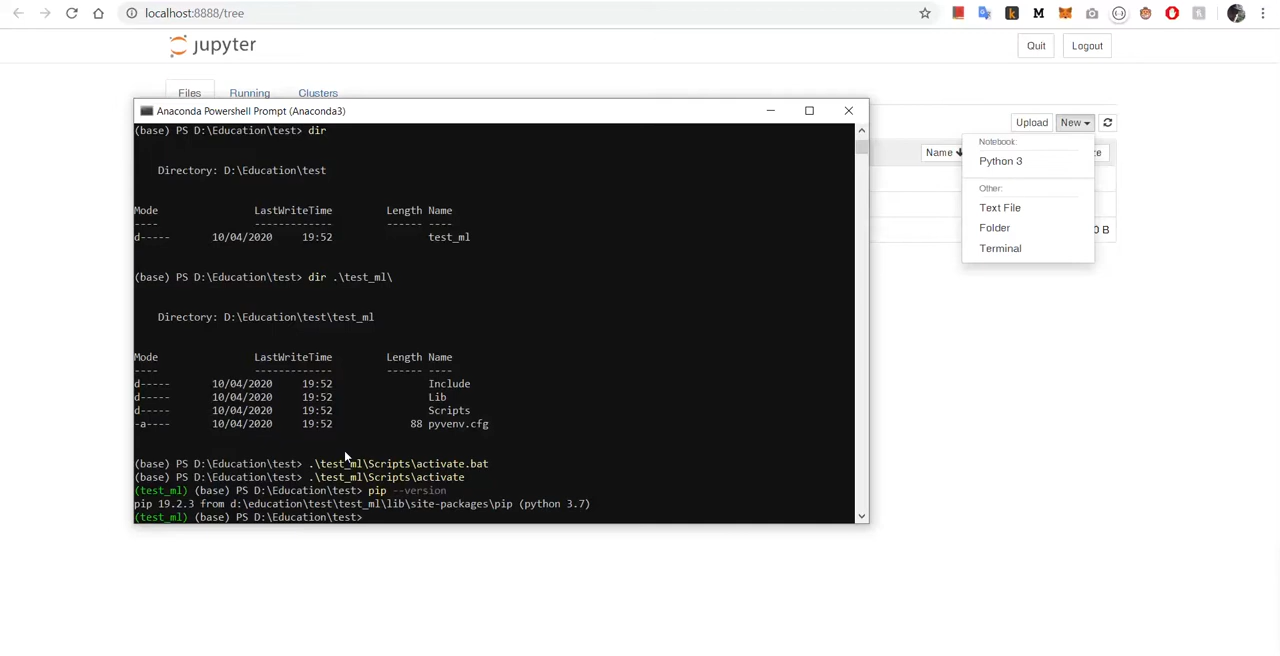 localhost:8888/tree
jupyter
Quit
Logout
Files
Running
Clusters
Anaconda Powershell Prompt (Anaconda3)
(base) PS D:\Education\test> dir
Directory: D:\Education\test
Mode LastWriteTime Length Name
---- ------------- ------ ----
d----- 10/04/2020 19:52 test_ml
(base) PS D:\Education\test> dir .\test_ml\
Directory: D:\Education\test\test_ml
Mode LastWriteTime Length Name
---- ------------- ------ ----
d----- 10/04/2020 19:52 Include
d----- 10/04/2020 19:52 Lib
d----- 10/04/2020 19:52 Scripts
-a---- 10/04/2020 19:52 88 pyvenv.cfg
(base) PS D:\Education\test> .\test_ml\Scripts\activate.bat
(base) PS D:\Education\test> .\test_ml\Scripts\activate
(test_ml) (base) PS D:\Education\test> pip --version
pip 19.2.3 from d:\education\test\test_ml\lib\site-packages\pip (python 3.7)
(test_ml) (base) PS D:\Education\test>
Upload
New
Name
Notebook:
Python 3
Other:
Text File
Folder
Terminal
0 B